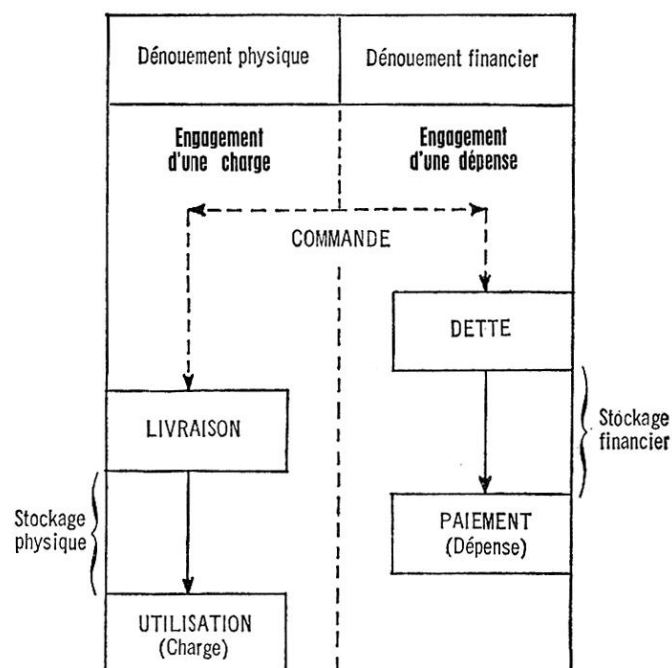 Dénouement physique
Dénouement financier
Engagement
d'une charge
Engagement
d'une dépense
COMMANDE
DETTE
LIVRAISON
Stockage
financier
PAIEMENT
(Dépense)
Stockage
physique
UTILISATION
(Charge)